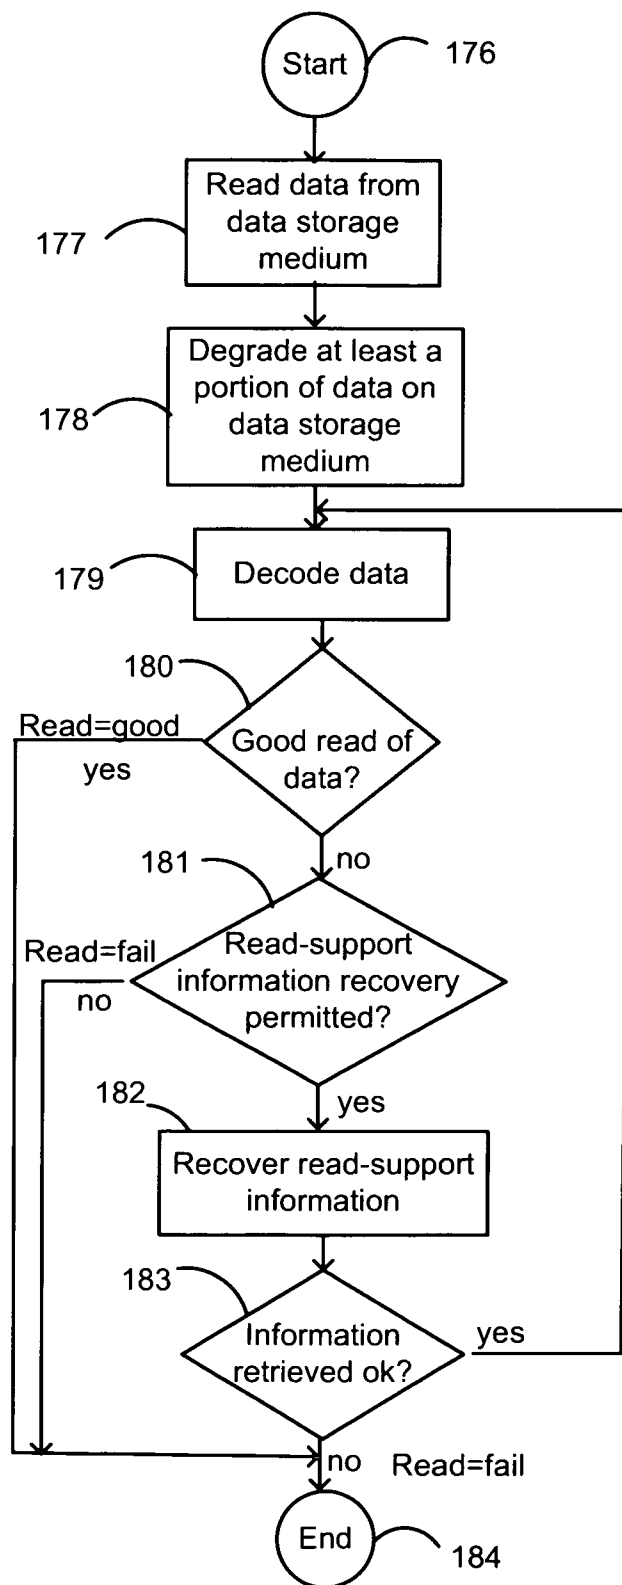 Start
176
Read data from
data storage
medium
177
Degrade at least a
portion of data on
data storage
medium
178
Decode data
179
180
Read=good
yes
Good read of
data?
no
181
Read=fail
no
Read-support
information recovery
permitted?
yes
182
Recover read-support
information
183
Information
retrieved ok?
yes
no
Read=fail
End
184